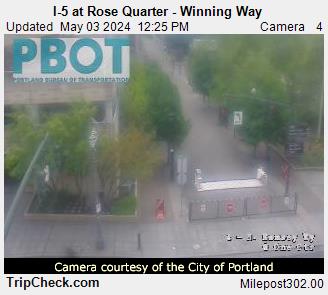 I-5 at Rose Quarter - Winning Way
Updated May 03 2024 12:25 PM Camera 4
PBOT
PORTLAND BUREAU OF TRANSPORTATION
Camera courtesy of the City of Portland
TripCheck.com Milepost302.00